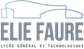 ELIE FAURE
LYCÉE GÉNÉRAL ET TECHNOLOGIQUE